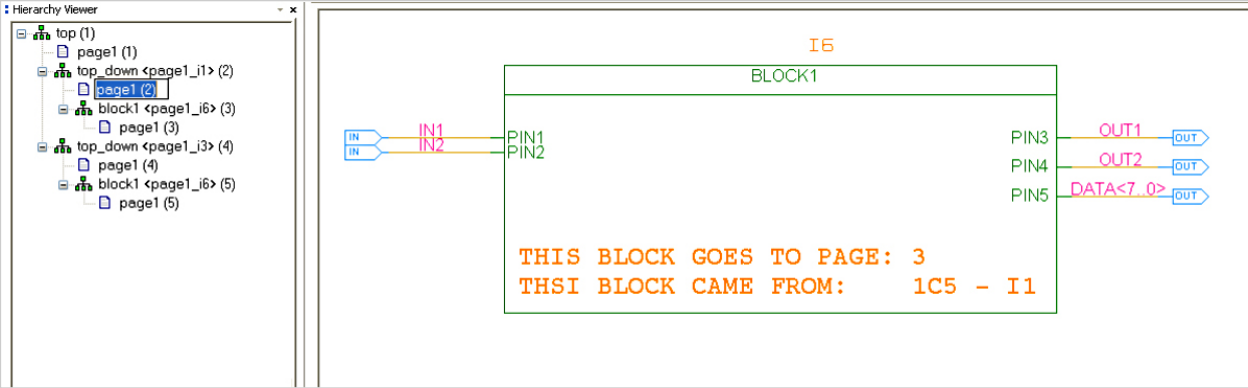 Hierarchy Viewer
top (1)
page1 (1)
top_down <page1_i1> (2)
page1 (2)
block1 <page1_i6> (3)
page1 (3)
top_down <page1_i3> (4)
page1 (4)
block1 <page1_i6> (5)
page1 (5)
I6
BLOCK1
IN IN1 PIN1
IN IN2 PIN2
PIN3 OUT1 OUT
PIN4 OUT2 OUT
PIN5 DATA<7..0> OUT
THIS BLOCK GOES TO PAGE: 3
THSI BLOCK CAME FROM: 1C5 - I1